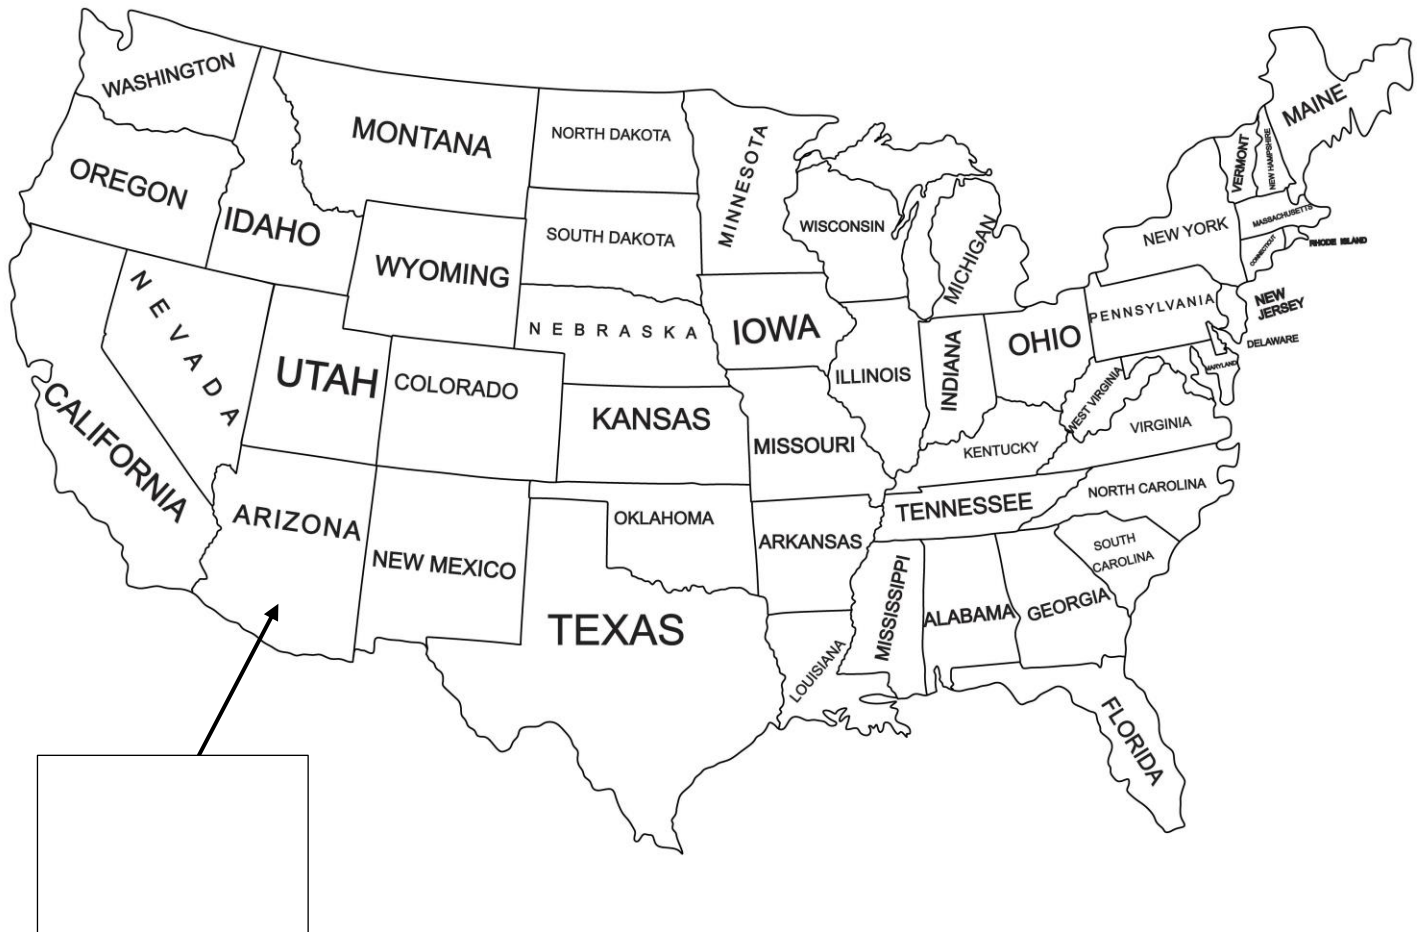 WASHINGTON
MONTANA
NORTH DAKOTA
MINNESOTA
MAINE
VERMONT
NEW HAMPSHIRE
OREGON
IDAHO
WYOMING
SOUTH DAKOTA
WISCONSIN
MICHIGAN
NEW YORK
MASSACHUSETTS
CONNECTICUT
RHODE ISLAND
NEVADA
UTAH
COLORADO
NEBRASKA
IOWA
ILLINOIS
INDIANA
OHIO
PENNSYLVANIA
NEW
JERSEY
DELAWARE
MARYLAND
CALIFORNIA
KANSAS
MISSOURI
KENTUCKY
WEST VIRGINIA
VIRGINIA
ARIZONA
NEW MEXICO
OKLAHOMA
ARKANSAS
TENNESSEE
NORTH CAROLINA
SOUTH
CAROLINA
TEXAS
LOUISIANA
MISSISSIPPI
ALABAMA
GEORGIA
FLORIDA